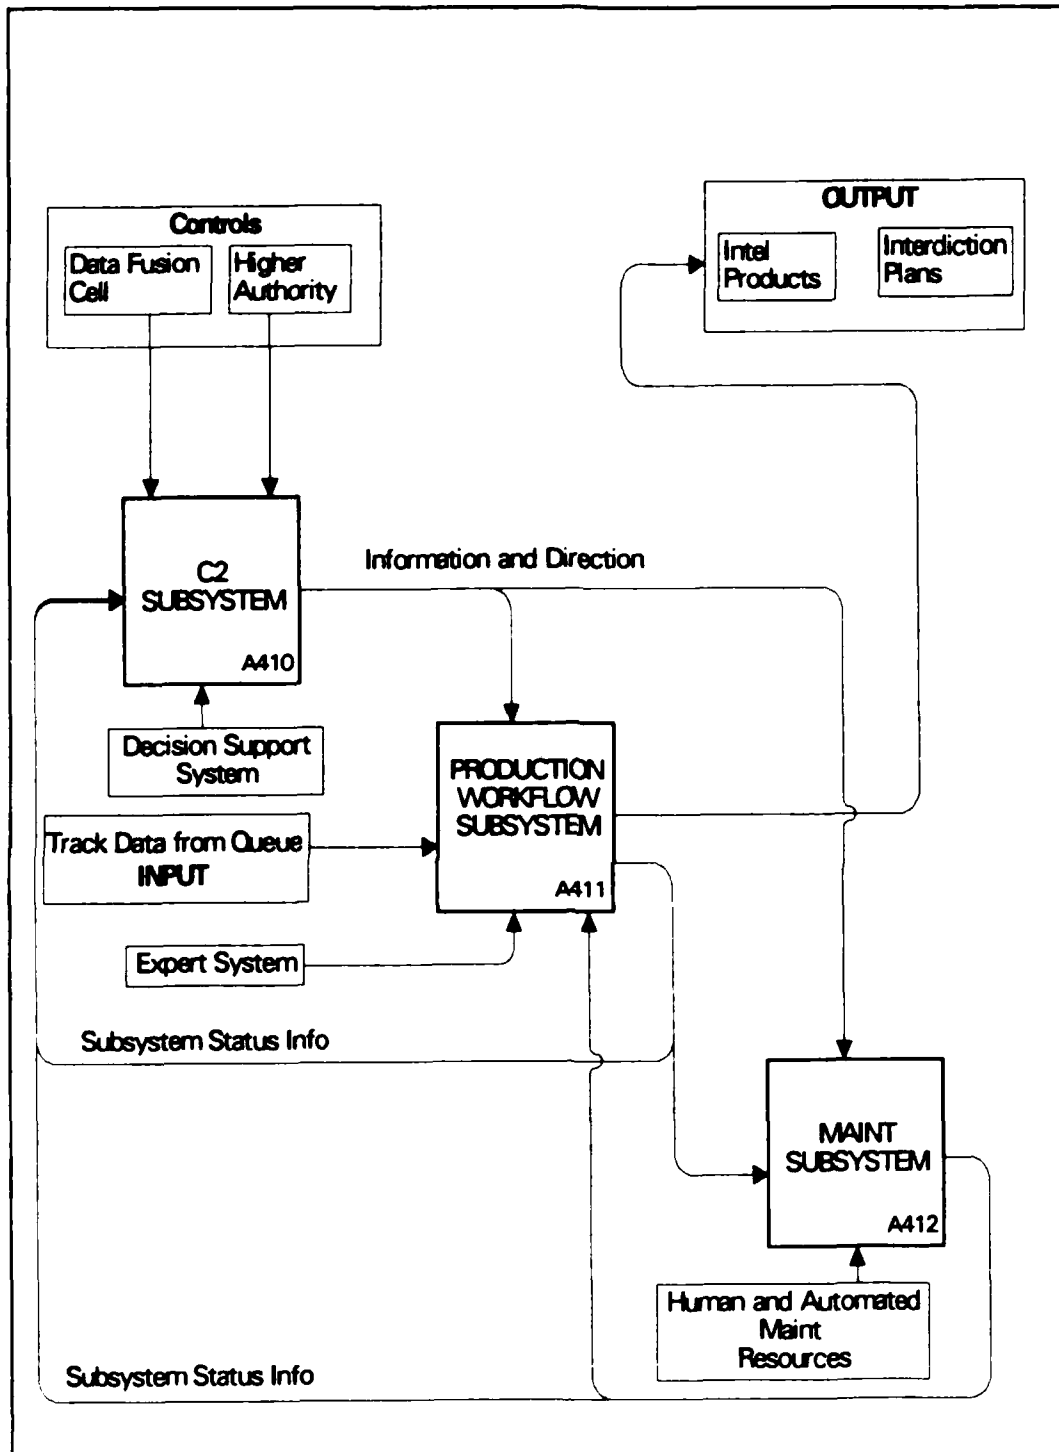 OUTPUT
Intel
Products
Interdiction
Plans
Controls
Data Fusion
Cell
Higher
Authority
Information and Direction
C2
SUBSYSTEM
A410
Decision Support
System
PRODUCTION
WORKFLOW
SUBSYSTEM
A411
Track Data from Queue
INPUT
Expert System
Subsystem Status Info
MAINT
SUBSYSTEM
A412
Human and Automated
Maint
Resources
Subsystem Status Info